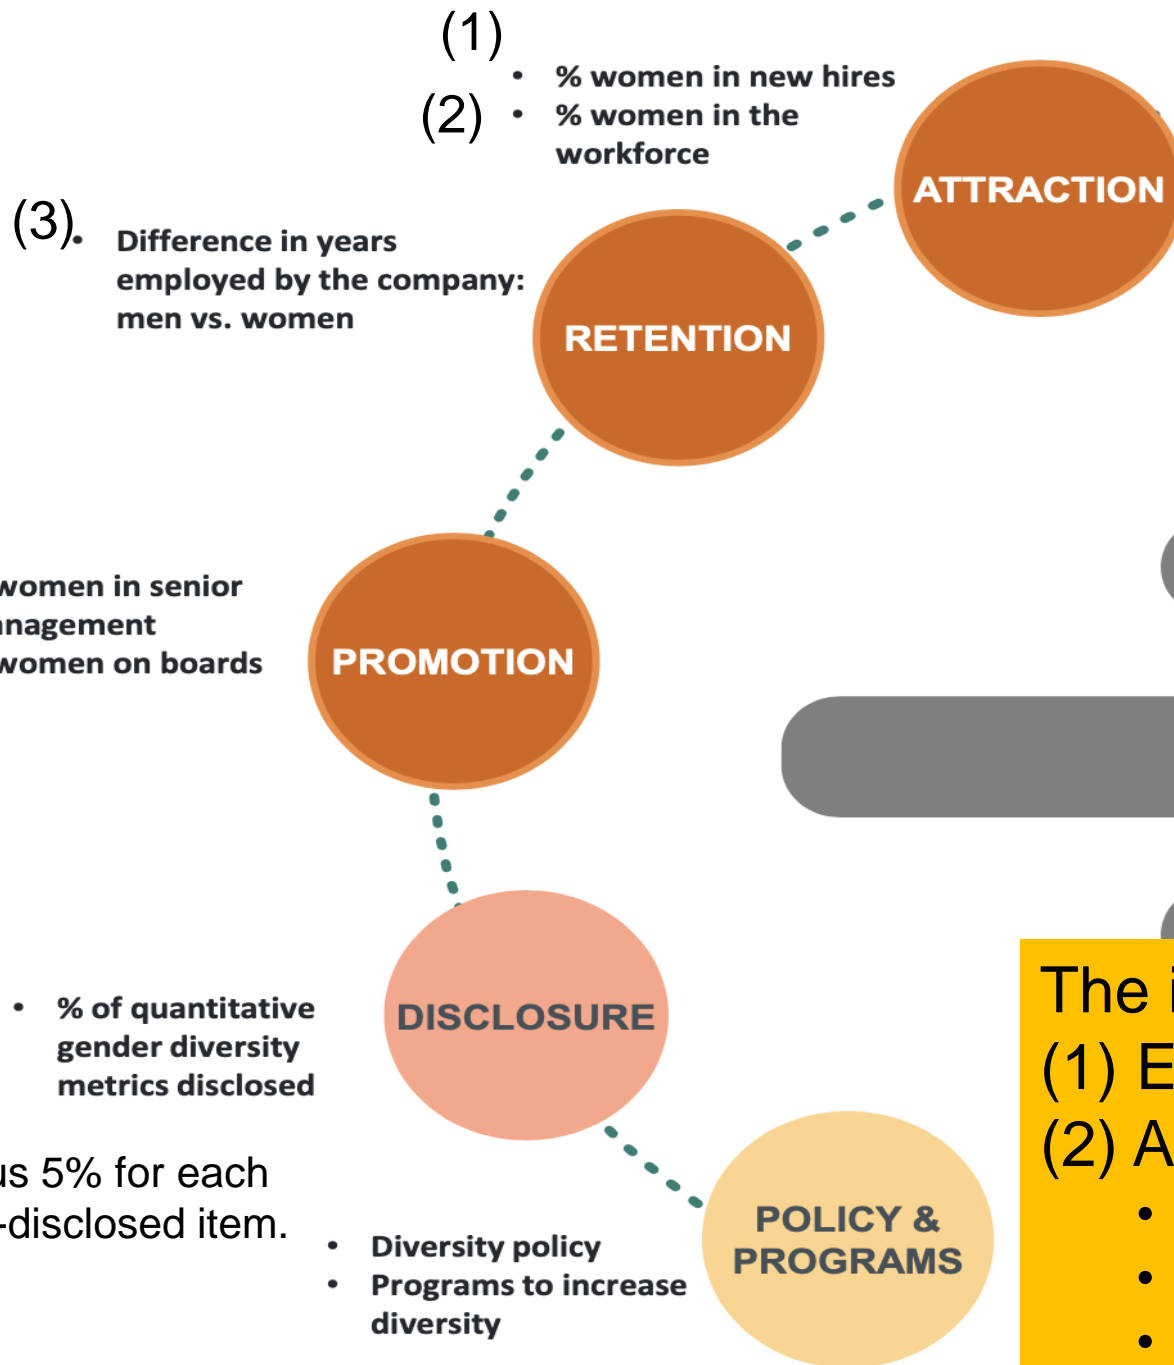 (1)
• % women in new hires
(2) • % women in the
workforce
ATTRACTION
(3)• Difference in years
employed by the company:
men vs. women
RETENTION
women in senior
nagement
women on boards
PROMOTION
• % of quantitative
gender diversity
metrics disclosed
DISCLOSURE
us 5% for each
-disclosed item.
• Diversity policy
• Programs to increase
diversity
POLICY &
PROGRAMS
The i
(1) E
(2) A
•
•
•